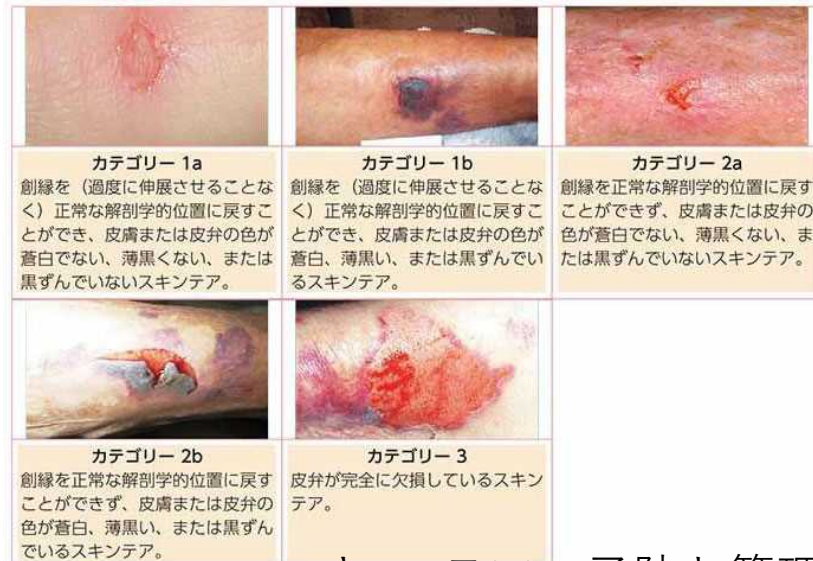 カテゴリー 1a
創縁を（過度に伸展させることな
く）正常な解剖学的位置に戻すこ
とができ、皮膚または皮弁の色が
蒼白でない、薄黒くない、または
黒ずんでいないスキンテア。
カテゴリー 1b
創縁を（過度に伸展させることな
く）正常な解剖学的位置に戻すこ
とができ、皮膚または皮弁の色が
蒼白、薄黒い、または黒ずんでい
るスキンテア。
カテゴリー 2a
創縁を正常な解剖学的位置に戻す
ことができず、皮膚または皮弁の
色が蒼白でない、薄黒くない、ま
たは黒ずんでいないスキンテア。
カテゴリー 2b
創縁を正常な解剖学的位置に戻す
ことができず、皮膚または皮弁の
色が蒼白、薄黒い、または黒ずん
でいるスキンテア。
カテゴリー 3
皮弁が完全に欠損しているスキン
テア。